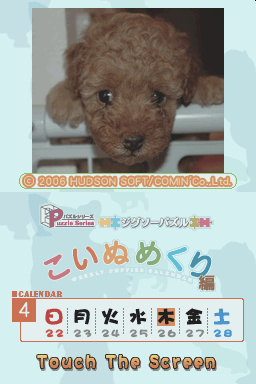 © 2006 HUDSON SOFT/COMIN'Co.,Ltd.
パズルシリーズ
Puzzle Series
ジグソーパズル
こいぬめくり
WEEKLY PUPPIES CALENDAR
編
CALENDAR
4
日 月 火 水 木 金 土
22 23 24 25 26 27 28
Touch The Screen